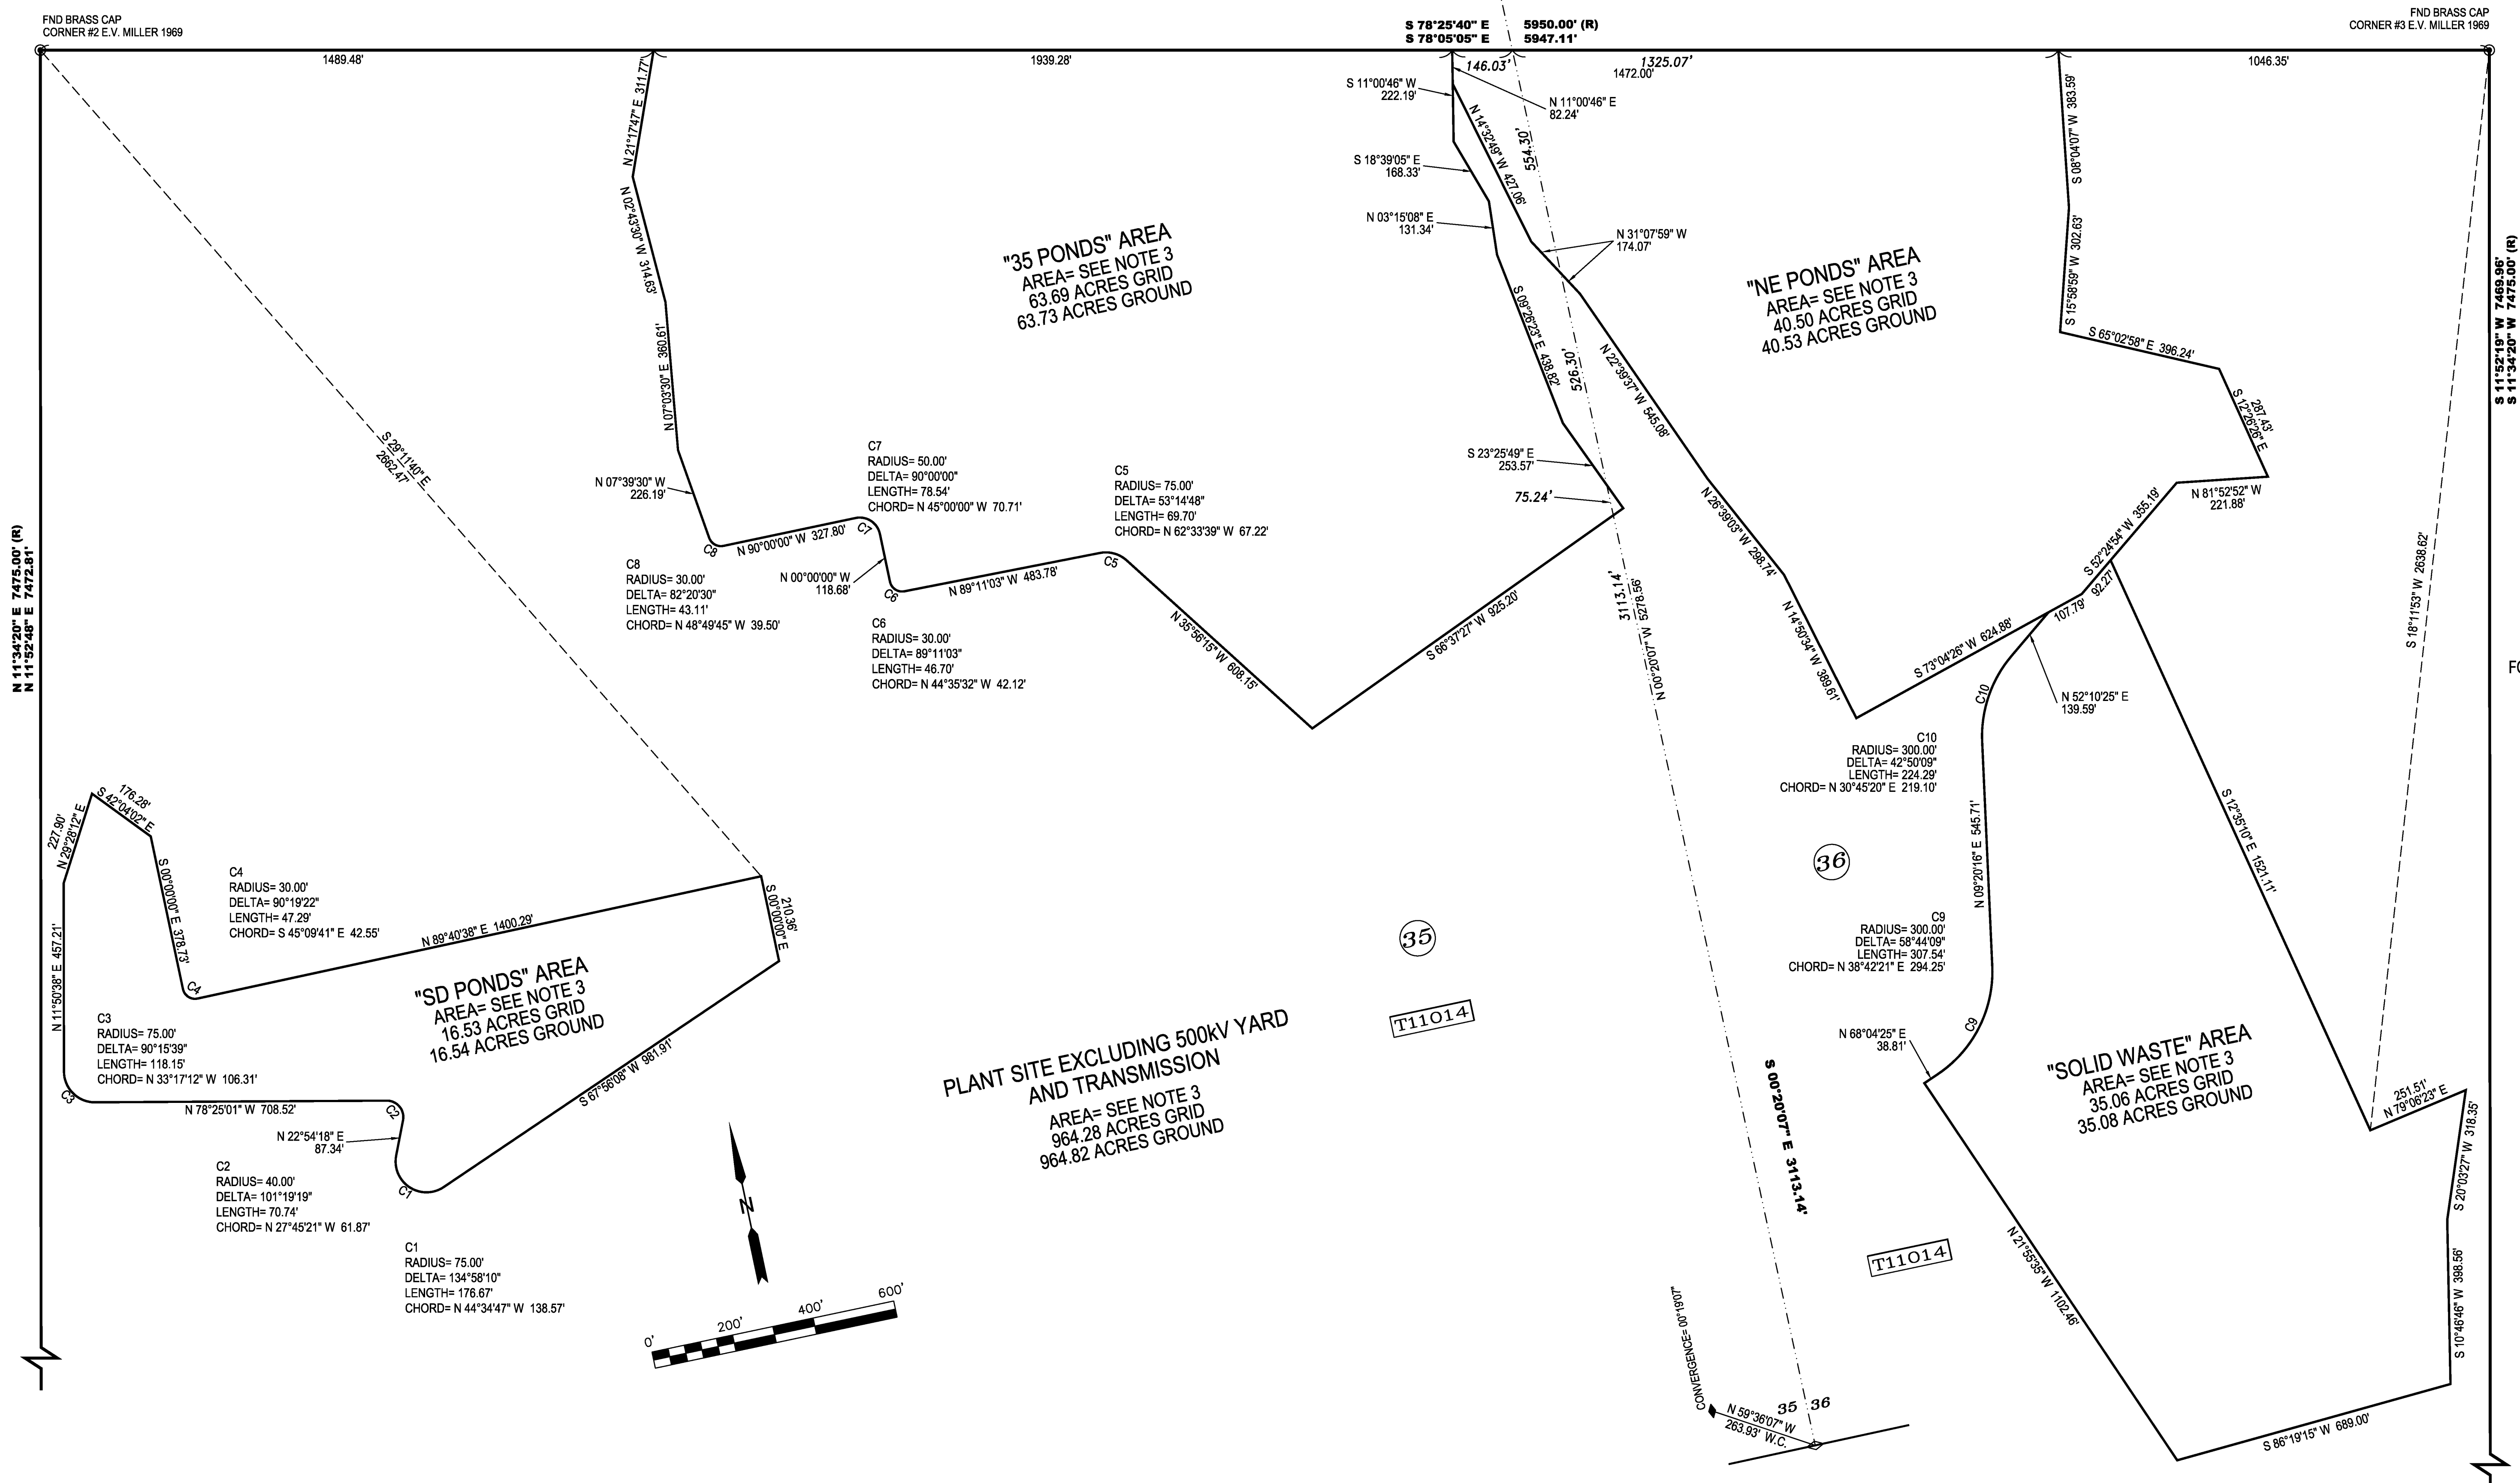 FND BRASS CAP
CORNER #2 E.V. MILLER 1969
S 78°25'40" E 5950.00' (R)
S 78°05'05" E 5947.11'
FND BRASS CAP
CORNER #3 E.V. MILLER 1969
1489.48'
1939.28'
146.03'
1325.07'
1472.00'
1046.35'
N 11°34'20" E 7475.00' (R)
N 11°52'48" E 7472.81'
S 11°52'19" W 7469.96'
S 11°34'20" W 7475.00' (R)
S 29°11'40" E
2662.47'
N 21°17'47" E 311.77'
N 02°43'30" W 314.63'
N 07°03'30" E 360.61'
N 07°39'30" W
226.19'
"35 PONDS" AREA
AREA= SEE NOTE 3
63.69 ACRES GRID
63.73 ACRES GROUND
S 11°00'46" W
222.19'
N 11°00'46" E
82.24'
S 18°39'05" E
168.33'
N 14°32'49" W 427.06'
554.30'
N 03°15'08" E
131.34'
N 31°07'59" W
174.07'
S 09°26'23" E 438.82'
526.30'
S 23°25'49" E
253.57'
75.24'
"NE PONDS" AREA
AREA= SEE NOTE 3
40.50 ACRES GRID
40.53 ACRES GROUND
S 08°04'07" W 383.59'
S 15°58'59" W 302.63'
S 65°02'58" E 396.24'
287.43'
S 12°26'26" E
N 81°52'52" W
221.88'
S 52°24'54" W 355.19'
92.27'
107.79'
S 73°04'26" W 624.88'
N 22°39'37" W 545.08'
N 26°39'03" W 298.74'
N 14°50'34" W 389.61'
C7
RADIUS= 50.00'
DELTA= 90°00'00"
LENGTH= 78.54'
CHORD= N 45°00'00" W 70.71'
C5
RADIUS= 75.00'
DELTA= 53°14'48"
LENGTH= 69.70'
CHORD= N 62°33'39" W 67.22'
C8
N 90°00'00" W 327.80'
C7
N 00°00'00" W
118.68'
C6
N 89°11'03" W 483.78'
C5
C8
RADIUS= 30.00'
DELTA= 82°20'30"
LENGTH= 43.11'
CHORD= N 48°49'45" W 39.50'
C6
RADIUS= 30.00'
DELTA= 89°11'03"
LENGTH= 46.70'
CHORD= N 44°35'32" W 42.12'
N 35°56'15" W 608.15'
S 66°37'27" W 925.20'
3113.14'
N 00°20'07" W 5278.56'
S 18°11'53" W 2638.62'
FO
N 52°10'25" E
139.59'
C10
C10
RADIUS= 300.00'
DELTA= 42°50'09"
LENGTH= 224.29'
CHORD= N 30°45'20" E 219.10'
N 09°20'16" E 545.71'
S 12°35'10" E 1521.11'
36
35
C9
RADIUS= 300.00'
DELTA= 58°44'09"
LENGTH= 307.54'
CHORD= N 38°42'21" E 294.25'
C9
N 68°04'25" E
38.81'
176.28'
S 42°04'02" E
227.90'
N 29°28'12" E
S 00°00'00" E 378.73'
N 11°50'38" E 457.21'
C4
RADIUS= 30.00'
DELTA= 90°19'22"
LENGTH= 47.29'
CHORD= S 45°09'41" E 42.55'
C4
N 89°40'38" E 1400.29'
210.36'
S 00°00'00" E
"SD PONDS" AREA
AREA= SEE NOTE 3
16.53 ACRES GRID
16.54 ACRES GROUND
C3
RADIUS= 75.00'
DELTA= 90°15'39"
LENGTH= 118.15'
CHORD= N 33°17'12" W 106.31'
C3
N 78°25'01" W 708.52'
C2
S 67°56'08" W 981.91'
N 22°54'18" E
87.34'
C1
C2
RADIUS= 40.00'
DELTA= 101°19'19"
LENGTH= 70.74'
CHORD= N 27°45'21" W 61.87'
C1
RADIUS= 75.00'
DELTA= 134°58'10"
LENGTH= 176.67'
CHORD= N 44°34'47" W 138.57'
T11014
PLANT SITE EXCLUDING 500kV YARD
AND TRANSMISSION
AREA= SEE NOTE 3
964.28 ACRES GRID
964.82 ACRES GROUND
N
0'
200'
400'
600'
S 00°20'07" E 3113.14'
T11014
"SOLID WASTE" AREA
AREA= SEE NOTE 3
35.06 ACRES GRID
35.08 ACRES GROUND
251.51'
N 79°06'23" E
S 20°03'27" W 318.35'
S 10°46'46" W 398.56'
N 21°55'35" W 1102.46'
S 86°19'15" W 689.00'
CONVERGENCE= 00°19'07"
N 59°36'07" W
263.93' W.C.
35 36